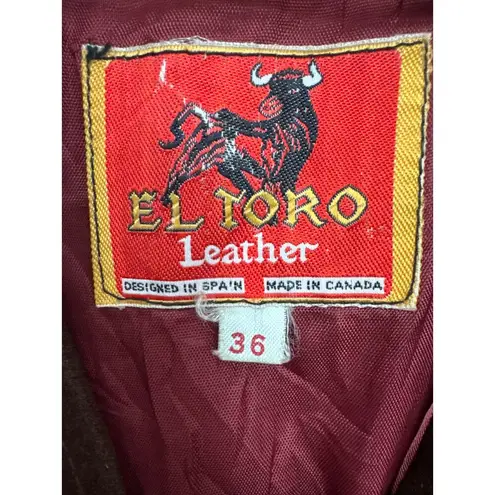 EL TORO
Leather
DESIGNED IN SPAIN MADE IN CANADA
36